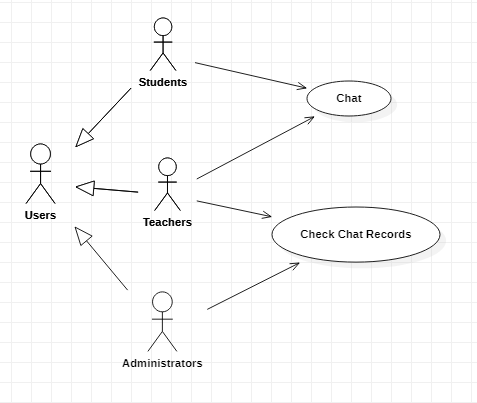 Students
Chat
Users
Teachers
Check Chat Records
Administrators